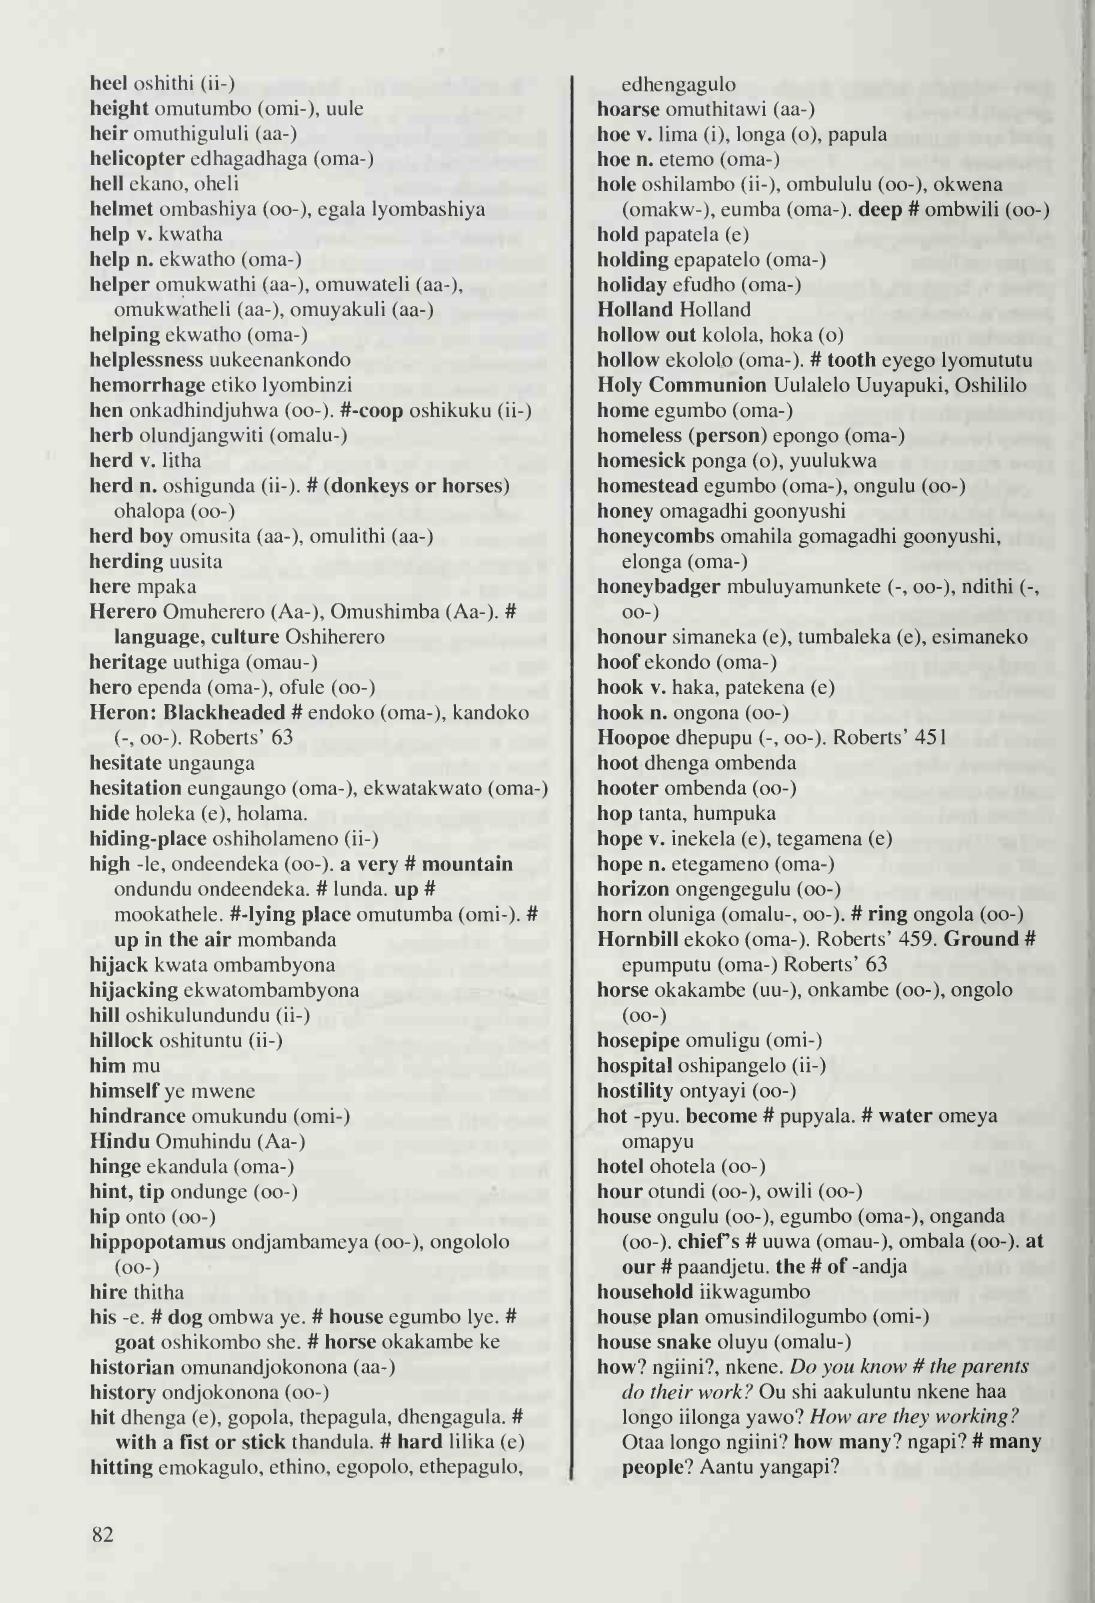 heel oshithi (ii-)
height omutumbo (omi-), uule
heir omuthigululi (aa-)
helicopter edhagadhaga (oma-)
hell ekano, oheli
helmet ombashiya (oo-), egala lyombashiya
help v. kwatha
help n. ekwatho (oma-)
helper omukwathi (aa-), omuwateli (aa-),
omukwatheli (aa-), omuyakuli (aa-)
helping ekwatho (oma-)
helplessness uukeenankondo
hemorrhage etiko lyombinzi
hen onkadhindjuhwa (oo-). #-coop oshikuku (ii-)
herb olundjangwiti (omalu-)
herd v. litha
herd n. oshigunda (ii-). # (donkeys or horses)
ohalopa (oo-)
herd boy omusita (aa-), omulithi (aa-)
herding uusita
here mpaka
Herero Omuherero (Aa-), Omushimba (Aa-). #
language, culture Oshiherero
heritage uuthiga (omau-)
hero ependa (oma-), ofule (oo-)
Heron: Blackheaded # endoko (oma-), kandoko
(-, oo-). Roberts' 63
hesitate ungaunga
hesitation eungaungo (oma-), ekwatakwato (oma-)
hide holeka (e), holama.
hiding-place oshiholameno (ii-)
high -le, ondeendeka (oo-). a very # mountain
ondundu ondeendeka. # lunda. up #
mookathele. #-lying place omutumba (omi-). #
up in the air mombanda
hijack kwata ombambyona
hijacking ekwatombambyona
hill oshikulundundu (ii-)
hillock oshituntu (ii-)
him mu
himself ye mwene
hindrance omukundu (omi-)
Hindu Omuhindu (Aa-)
hinge ekandula (oma-)
hint, tip ondunge (oo-)
hip onto (oo-)
hippopotamus ondjambameya (oo-), ongololo
(oo-)
hire thitha
his -e. # dog ombwa ye. # house egumbo lye. #
goat oshikombo she. # horse okakambe ke
historian omunandjokonona (aa-)
history ondjokonona (oo-)
hit dhenga (e), gopola, thepagula, dhengagula. #
with a fist or stick thandula. # hard lilika (e)
hitting emokagulo, ethino, egopolo, ethepagulo,
edhengagulo
hoarse omuthitawi (aa-)
hoe v. lima (i), longa (o), papula
hoe n. etemo (oma-)
hole oshilambo (ii-), ombululu (oo-), okwena
(omakw-), eumba (oma-). deep # ombwili (oo-)
hold papatela (e)
holding epapatelo (oma-)
holiday efudho (oma-)
Holland Holland
hollow out kolola, hoka (o)
hollow ekololo (oma-). # tooth eyego lyomututu
Holy Communion Uulalelo Uuyapuki, Oshililo
home egumbo (oma-)
homeless (person) epongo (oma-)
homesick ponga (o), yuulukwa
homestead egumbo (oma-), ongulu (oo-)
honey omagadhi goonyushi
honeycombs omahila gomagadhi goonyushi,
elonga (oma-)
honeybadger mbuluyamunkete (-, oo-), ndithi (-,
oo-)
honour simaneka (e), tumbaleka (e), esimaneko
hoof ekondo (oma-)
hook v. haka, patekena (e)
hook n. ongona (oo-)
Hoopoe dhepupu (-, oo-). Roberts' 451
hoot dhenga ombenda
hooter ombenda (oo-)
hop tanta, humpuka
hope v. inekela (e), tegamena (e)
hope n. etegameno (oma-)
horizon ongengegulu (oo-)
horn oluniga (omalu-, oo-). # ring ongola (oo-)
Hornbill ekoko (oma-). Roberts' 459. Ground #
epumputu (oma-) Roberts' 63
horse okakambe (uu-), onkambe (oo-), ongolo
(oo-)
hosepipe omuligu (omi-)
hospital oshipangelo (ii-)
hostility ontyayi (oo-)
hot -pyu. become # pupyala. # water omeya
omapyu
hotel ohotela (oo-)
hour otundi (oo-), owili (oo-)
house ongulu (oo-), egumbo (oma-), onganda
(oo-). chief's # uuwa (omau-), ombala (oo-). at
our # paandjetu. the # of -andja
household iikwagumbo
house plan omusindilogumbo (omi-)
house snake oluyu (omalu-)
how? ngiini?, nkene. Do you know # the parents
do their work? Ou shi aakuluntu nkene haa
longo iilonga yawo? How are they working?
Otaa longo ngiini? how many? ngapi? # many
people? Aantu yangapi?
82